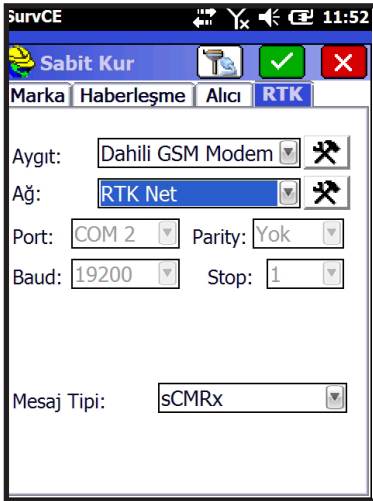 SurvCE 11:52
Sabit Kur
Marka Haberleşme Alıcı RTK
Aygıt: Dahili GSM Modem
Ağ: RTK Net
Port: COM 2 Parity: Yok
Baud: 19200 Stop: 1
Mesaj Tipi: sCMRx